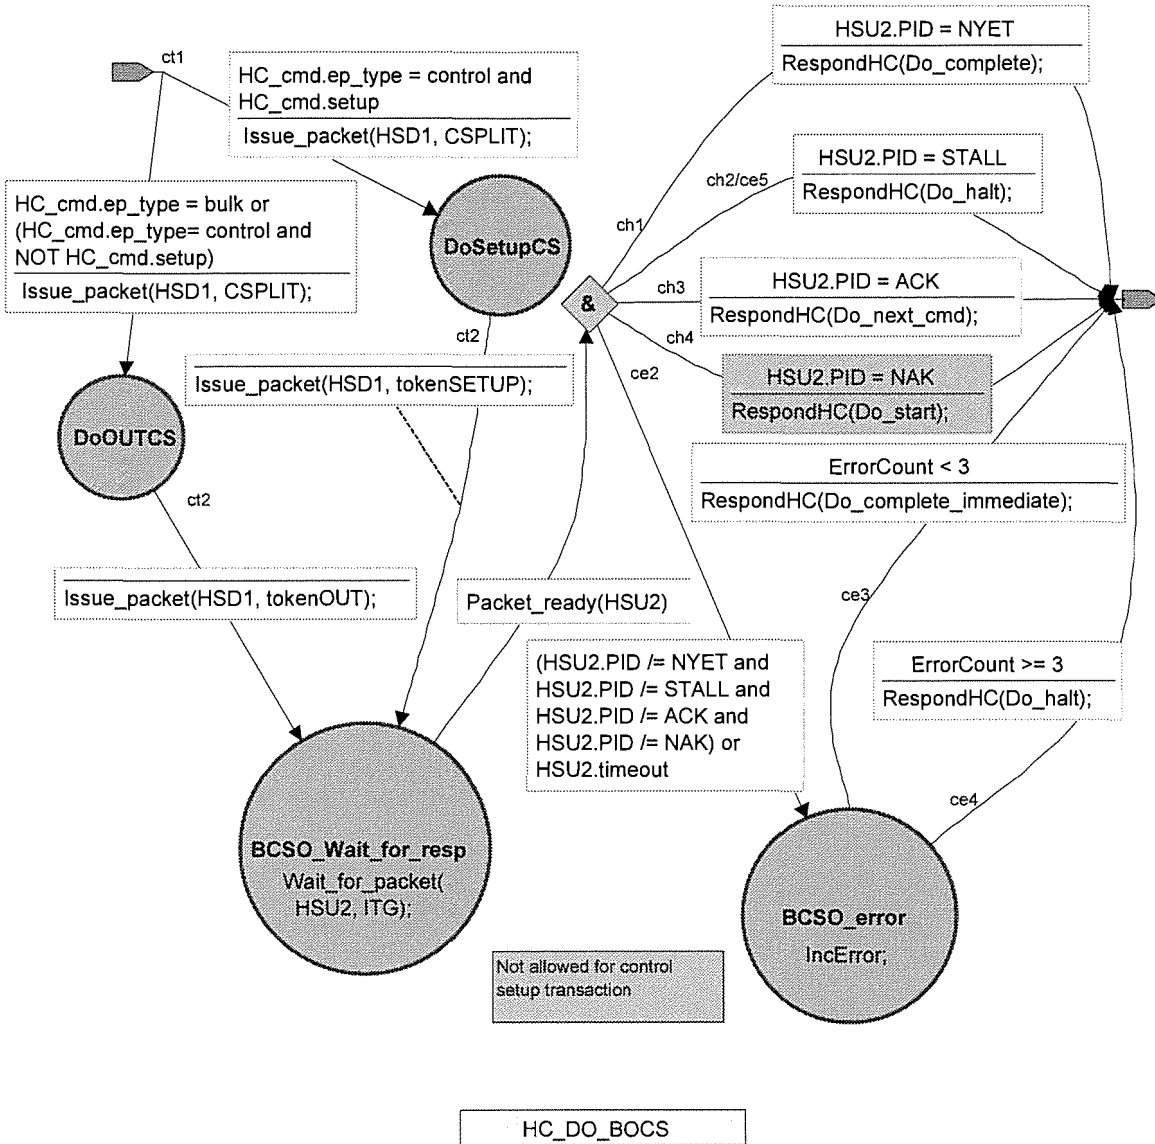 ct1
HC_cmd.ep_type = control and
HC_cmd.setup
Issue_packet(HSD1, CSPLIT);
HC_cmd.ep_type = bulk or
(HC_cmd.ep_type= control and
NOT HC_cmd.setup)
Issue_packet(HSD1, CSPLIT);
DoSetupCS
DoOUTCS
ct2
Issue_packet(HSD1, tokenSETUP);
ct2
Issue_packet(HSD1, tokenOUT);
BCSO_Wait_for_resp
Wait_for_packet(
HSU2, ITG);
Packet_ready(HSU2)
&
ch1
HSU2.PID = NYET
RespondHC(Do_complete);
ch2/ce5
HSU2.PID = STALL
RespondHC(Do_halt);
ch3
HSU2.PID = ACK
RespondHC(Do_next_cmd);
ch4
HSU2.PID = NAK
RespondHC(Do_start);
ce2
(HSU2.PID /= NYET and
HSU2.PID /= STALL and
HSU2.PID /= ACK and
HSU2.PID /= NAK) or
HSU2.timeout
ErrorCount < 3
RespondHC(Do_complete_immediate);
ce3
ErrorCount >= 3
RespondHC(Do_halt);
ce4
BCSO_error
IncError;
Not allowed for control
setup transaction
HC_DO_BOCS